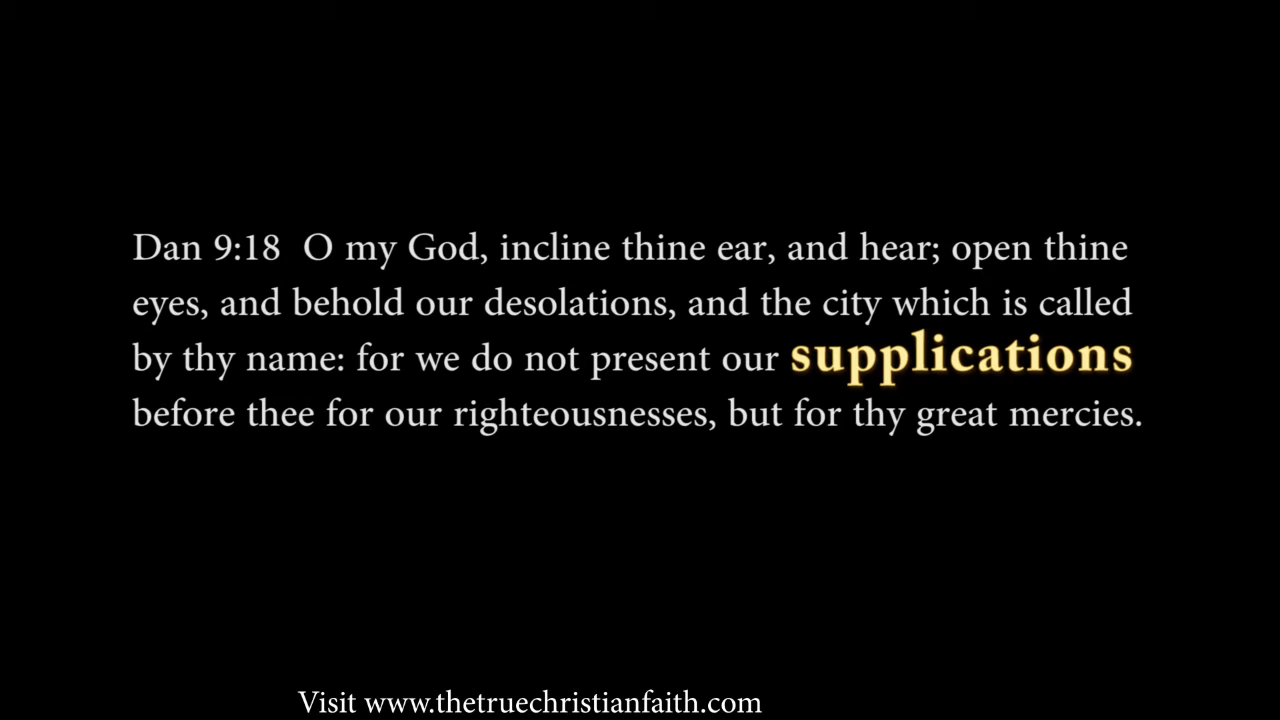 Dan 9:18  O my God, incline thine ear, and hear; open thine
eyes, and behold our desolations, and the city which is called
by thy name: for we do not present our supplications
before thee for our righteousnesses, but for thy great mercies.
Visit www.thetruechristianfaith.com